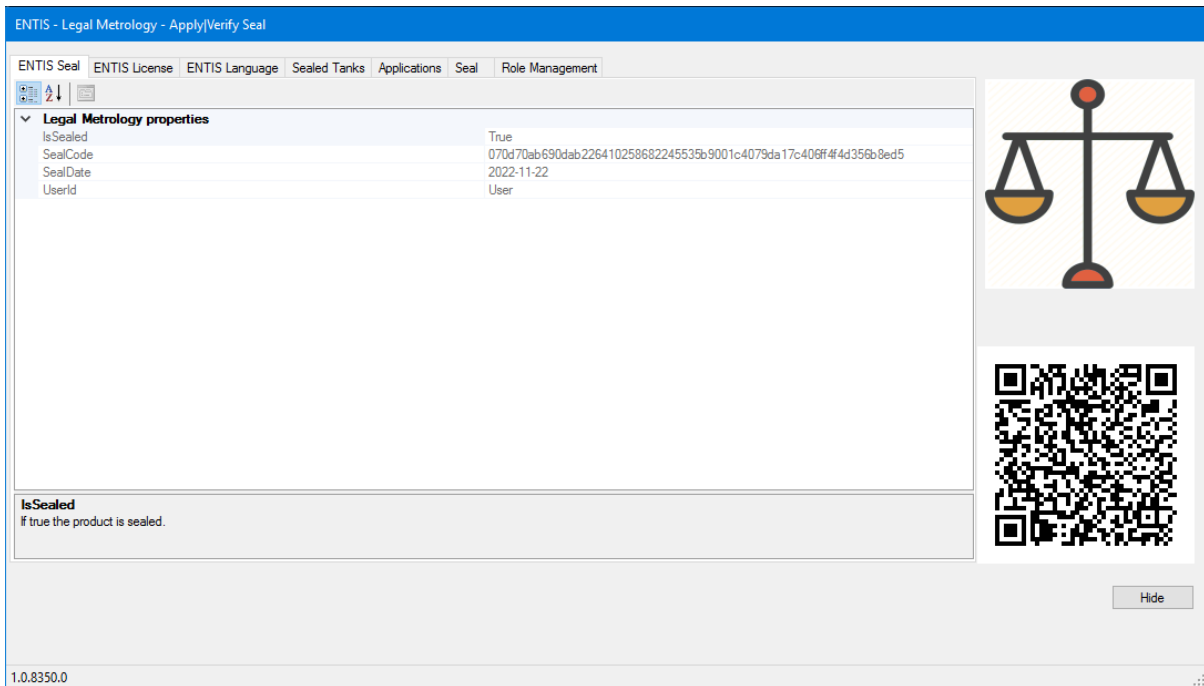 ENTIS - Legal Metrology - Apply|Verify Seal
ENTIS Seal ENTIS License ENTIS Language Sealed Tanks Applications Seal Role Management
Legal Metrology properties
IsSealed True
SealCode 070d70ab690dab226410258682245535b9001c4079da17c406ff4f4d356b8ed5
SealDate 2022-11-22
UserId User
IsSealed
If true the product is sealed.
Hide
1.0.8350.0